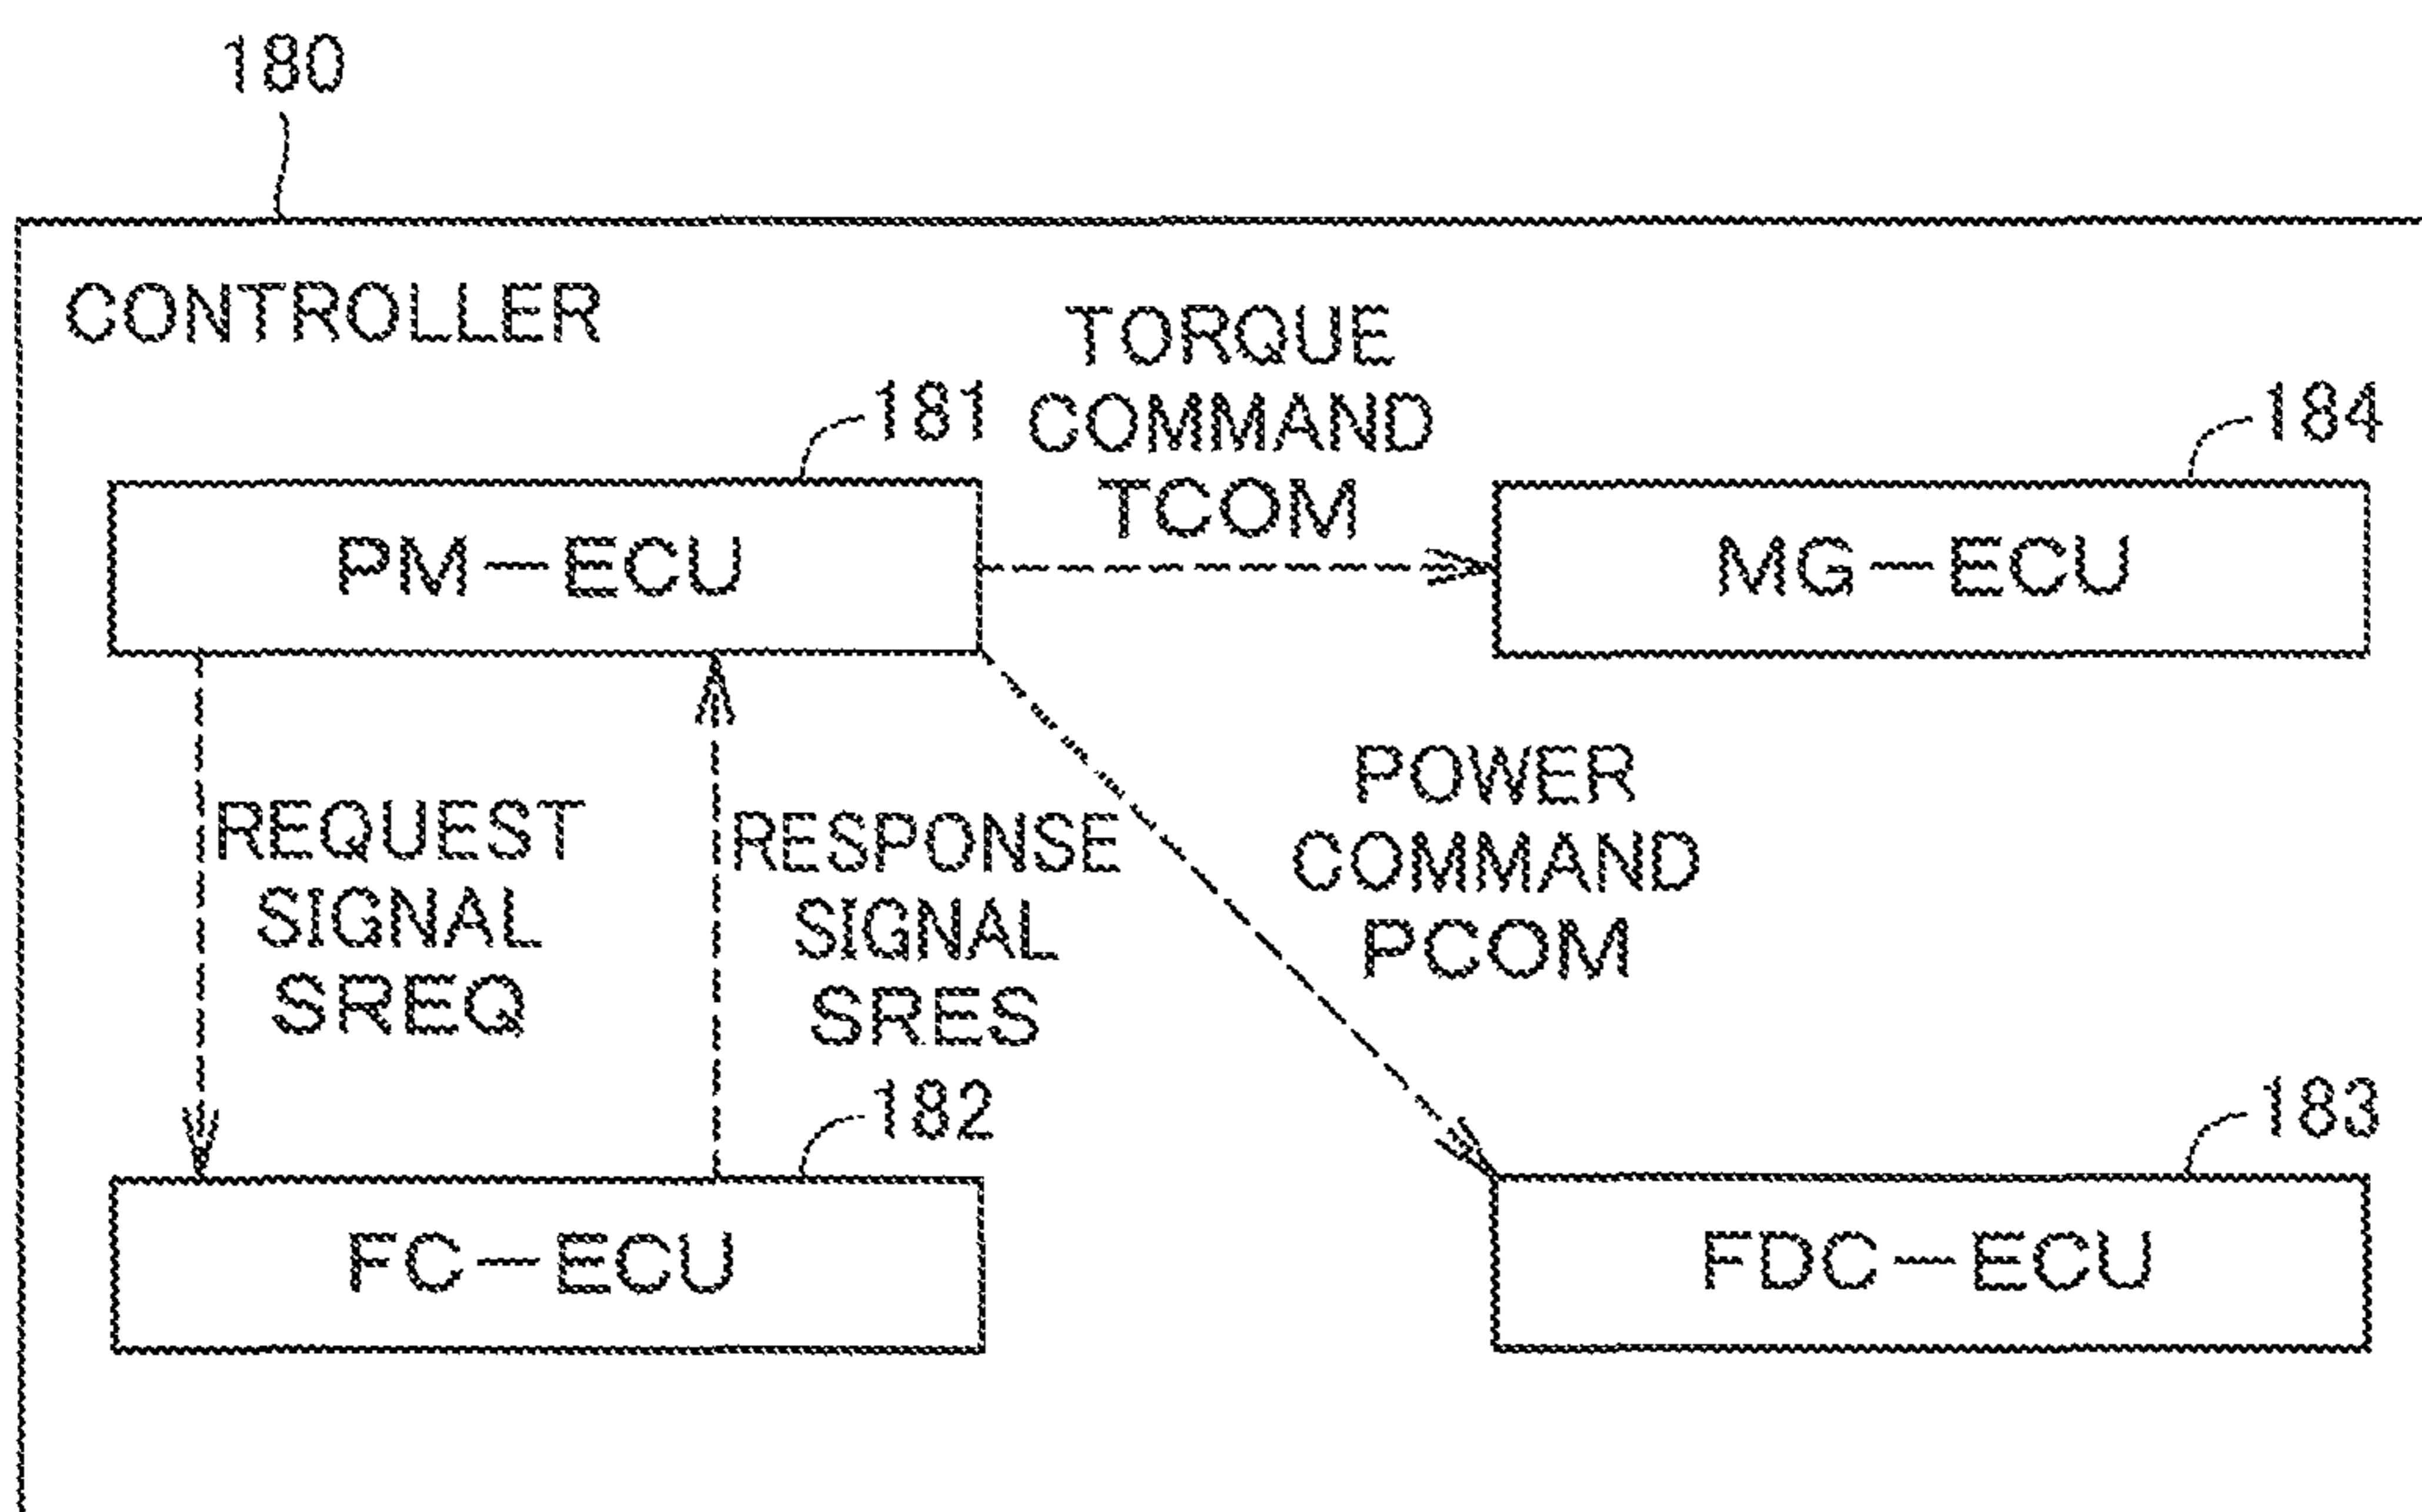 180
CONTROLLER
TORQUE
COMMAND
TCOM
181
184
PM-ECU
MG-ECU
REQUEST
SIGNAL
SREQ
RESPONSE
SIGNAL
SRES
POWER
COMMAND
PCOM
182
183
FC-ECU
FDC-ECU